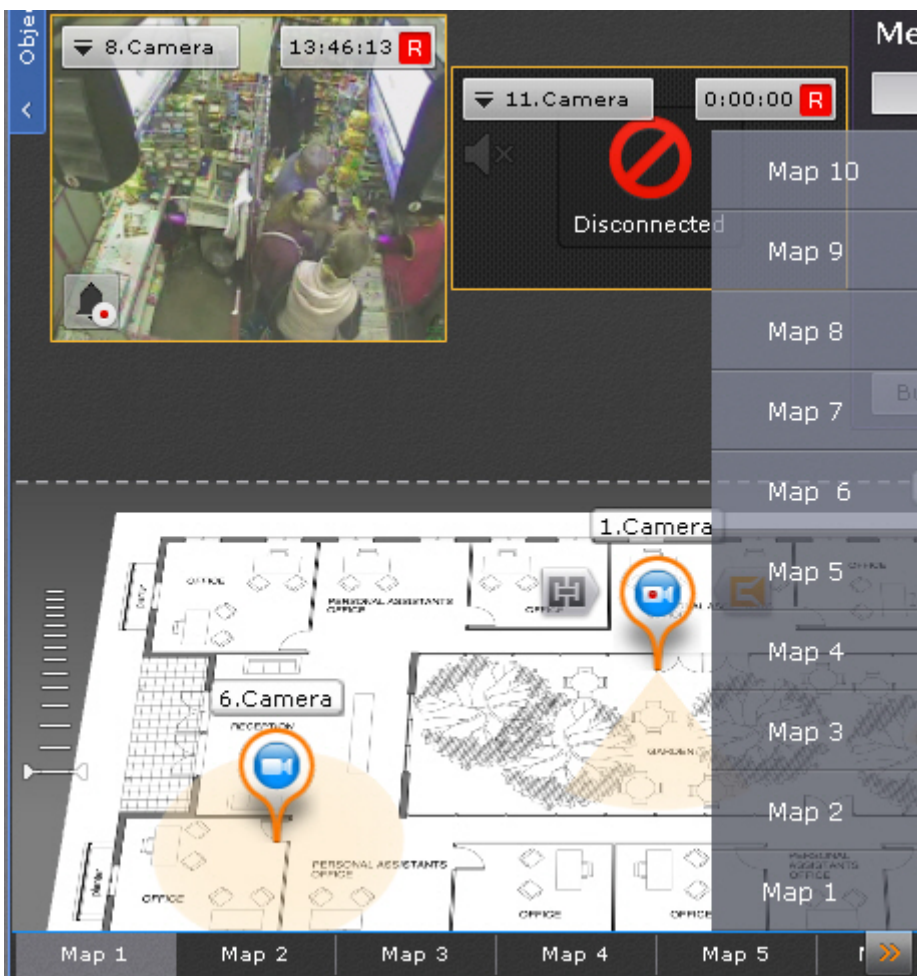 Obje
8.Camera
13:46:13 R
11.Camera
0:00:00 R
Disconnected
Me
Map 10
Map 9
Map 8
Map 7
Map 6
Map 5
Map 4
Map 3
Map 2
Map 1
1.Camera
OFFICE
PERSONAL ASSISTANTS
OFFICE
OFFICE
6.Camera
RECEPTION
GARDEN
OFFICE
PERSONAL ASSISTANTS
OFFICE
OFFICE
OFFICE
Map 1
Map 2
Map 3
Map 4
Map 5